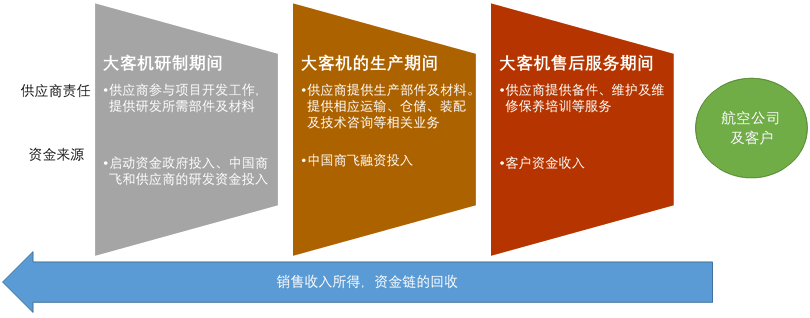 大客机研制期间
大客机的生产期间
大客机售后服务期间
供应商责任
•供应商参与项目开发工作，
提供研发所需部件及材料
•供应商提供生产部件及材料。
提供相应运输、仓储、装配
及技术咨询等相关业务
•供应商提供备件、维护及维
修保养培训等服务
航空公司
及客户
资金来源
•启动资金政府投入、中国商
飞和供应商的研发资金投入
•中国商飞融资投入
•客户资金收入
销售收入所得，资金链的回收